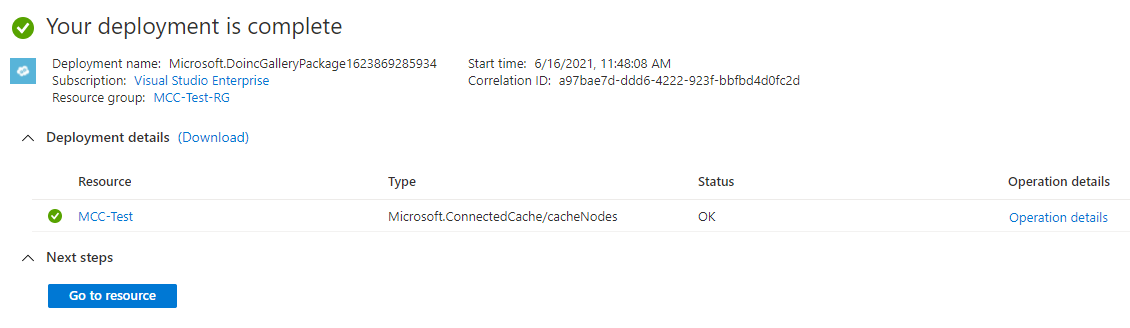 Your deployment is complete
Deployment name: Microsoft.DoincGalleryPackage1623869285934 Start time: 6/16/2021, 11:48:08 AM
Subscription: Visual Studio Enterprise Correlation ID: a97bae7d-ddd6-4222-923f-bbfbd4d0fc2d
Resource group: MCC-Test-RG
Deployment details (Download)
Resource Type Status Operation details
MCC-Test Microsoft.ConnectedCache/cacheNodes OK Operation details
Next steps
Go to resource